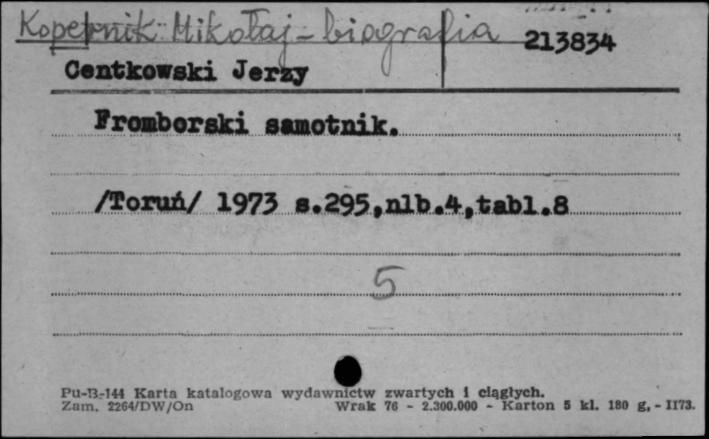 Kopernik Mikołaj - biografia
213834
Centkowski Jerzy
Fromborski samotnik.
/Toruń/ 1973 s.295,nlb.4,tabl.8
5
Pu-B-144 Karta katalogowa wydawnictw zwartych i ciągłych.
Zam. 2264/DW/On Wrak 76 - 2.300.000 - Karton 5 kl. 180 g, - II73.